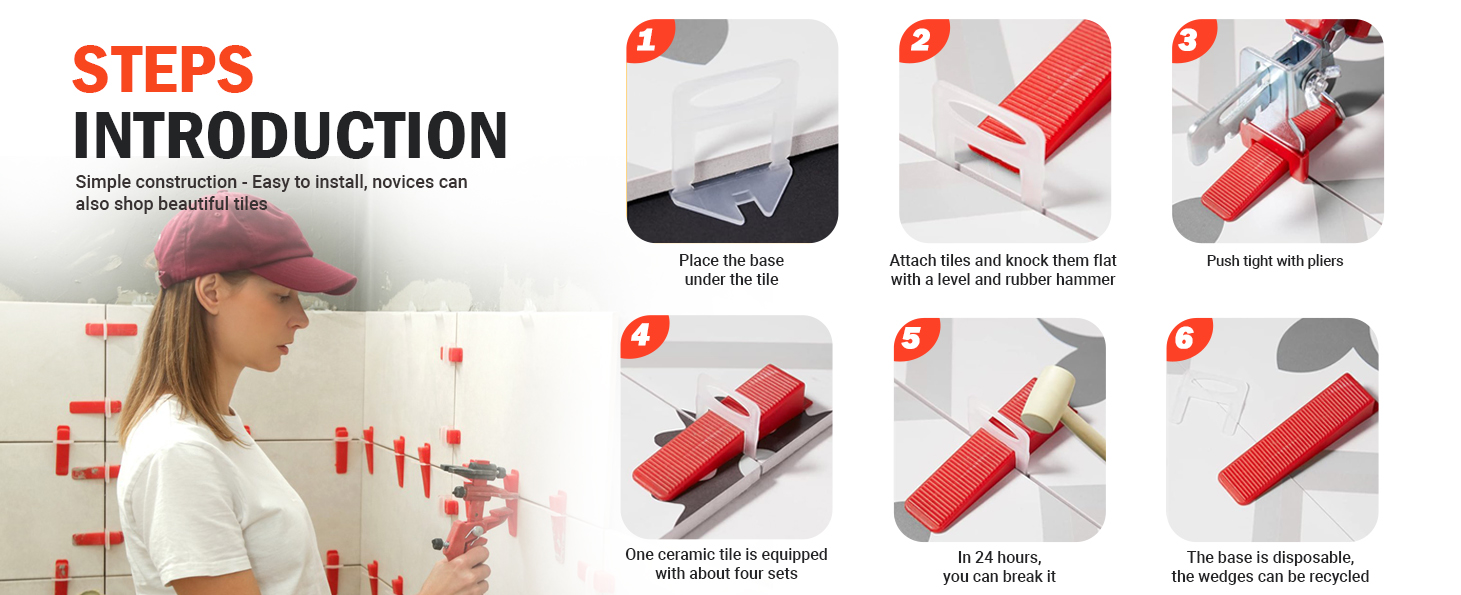 STEPS
INTRODUCTION
Simple construction - Easy to install, novices can
also shop beautiful tiles
1
Place the base
under the tile
2
Attach tiles and knock them flat
with a level and rubber hammer
3
Push tight with pliers
4
One ceramic tile is equipped
with about four sets
5
In 24 hours,
you can break it
6
The base is disposable,
the wedges can be recycled